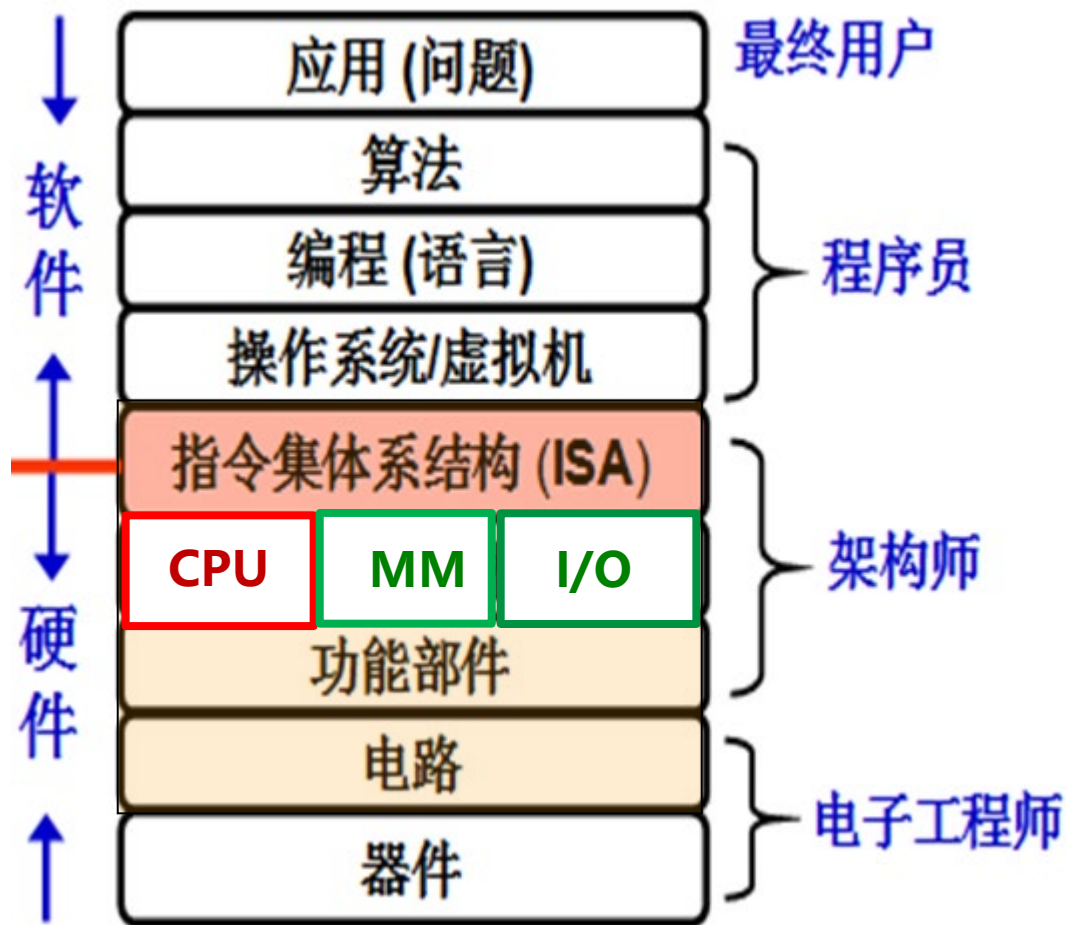 应用 (问题)
最终用户
算法
编程 (语言)
操作系统/虚拟机
程序员
软件
指令集体系结构 (ISA)
CPU
MM
I/O
架构师
功能部件
硬件
电路
器件
电子工程师